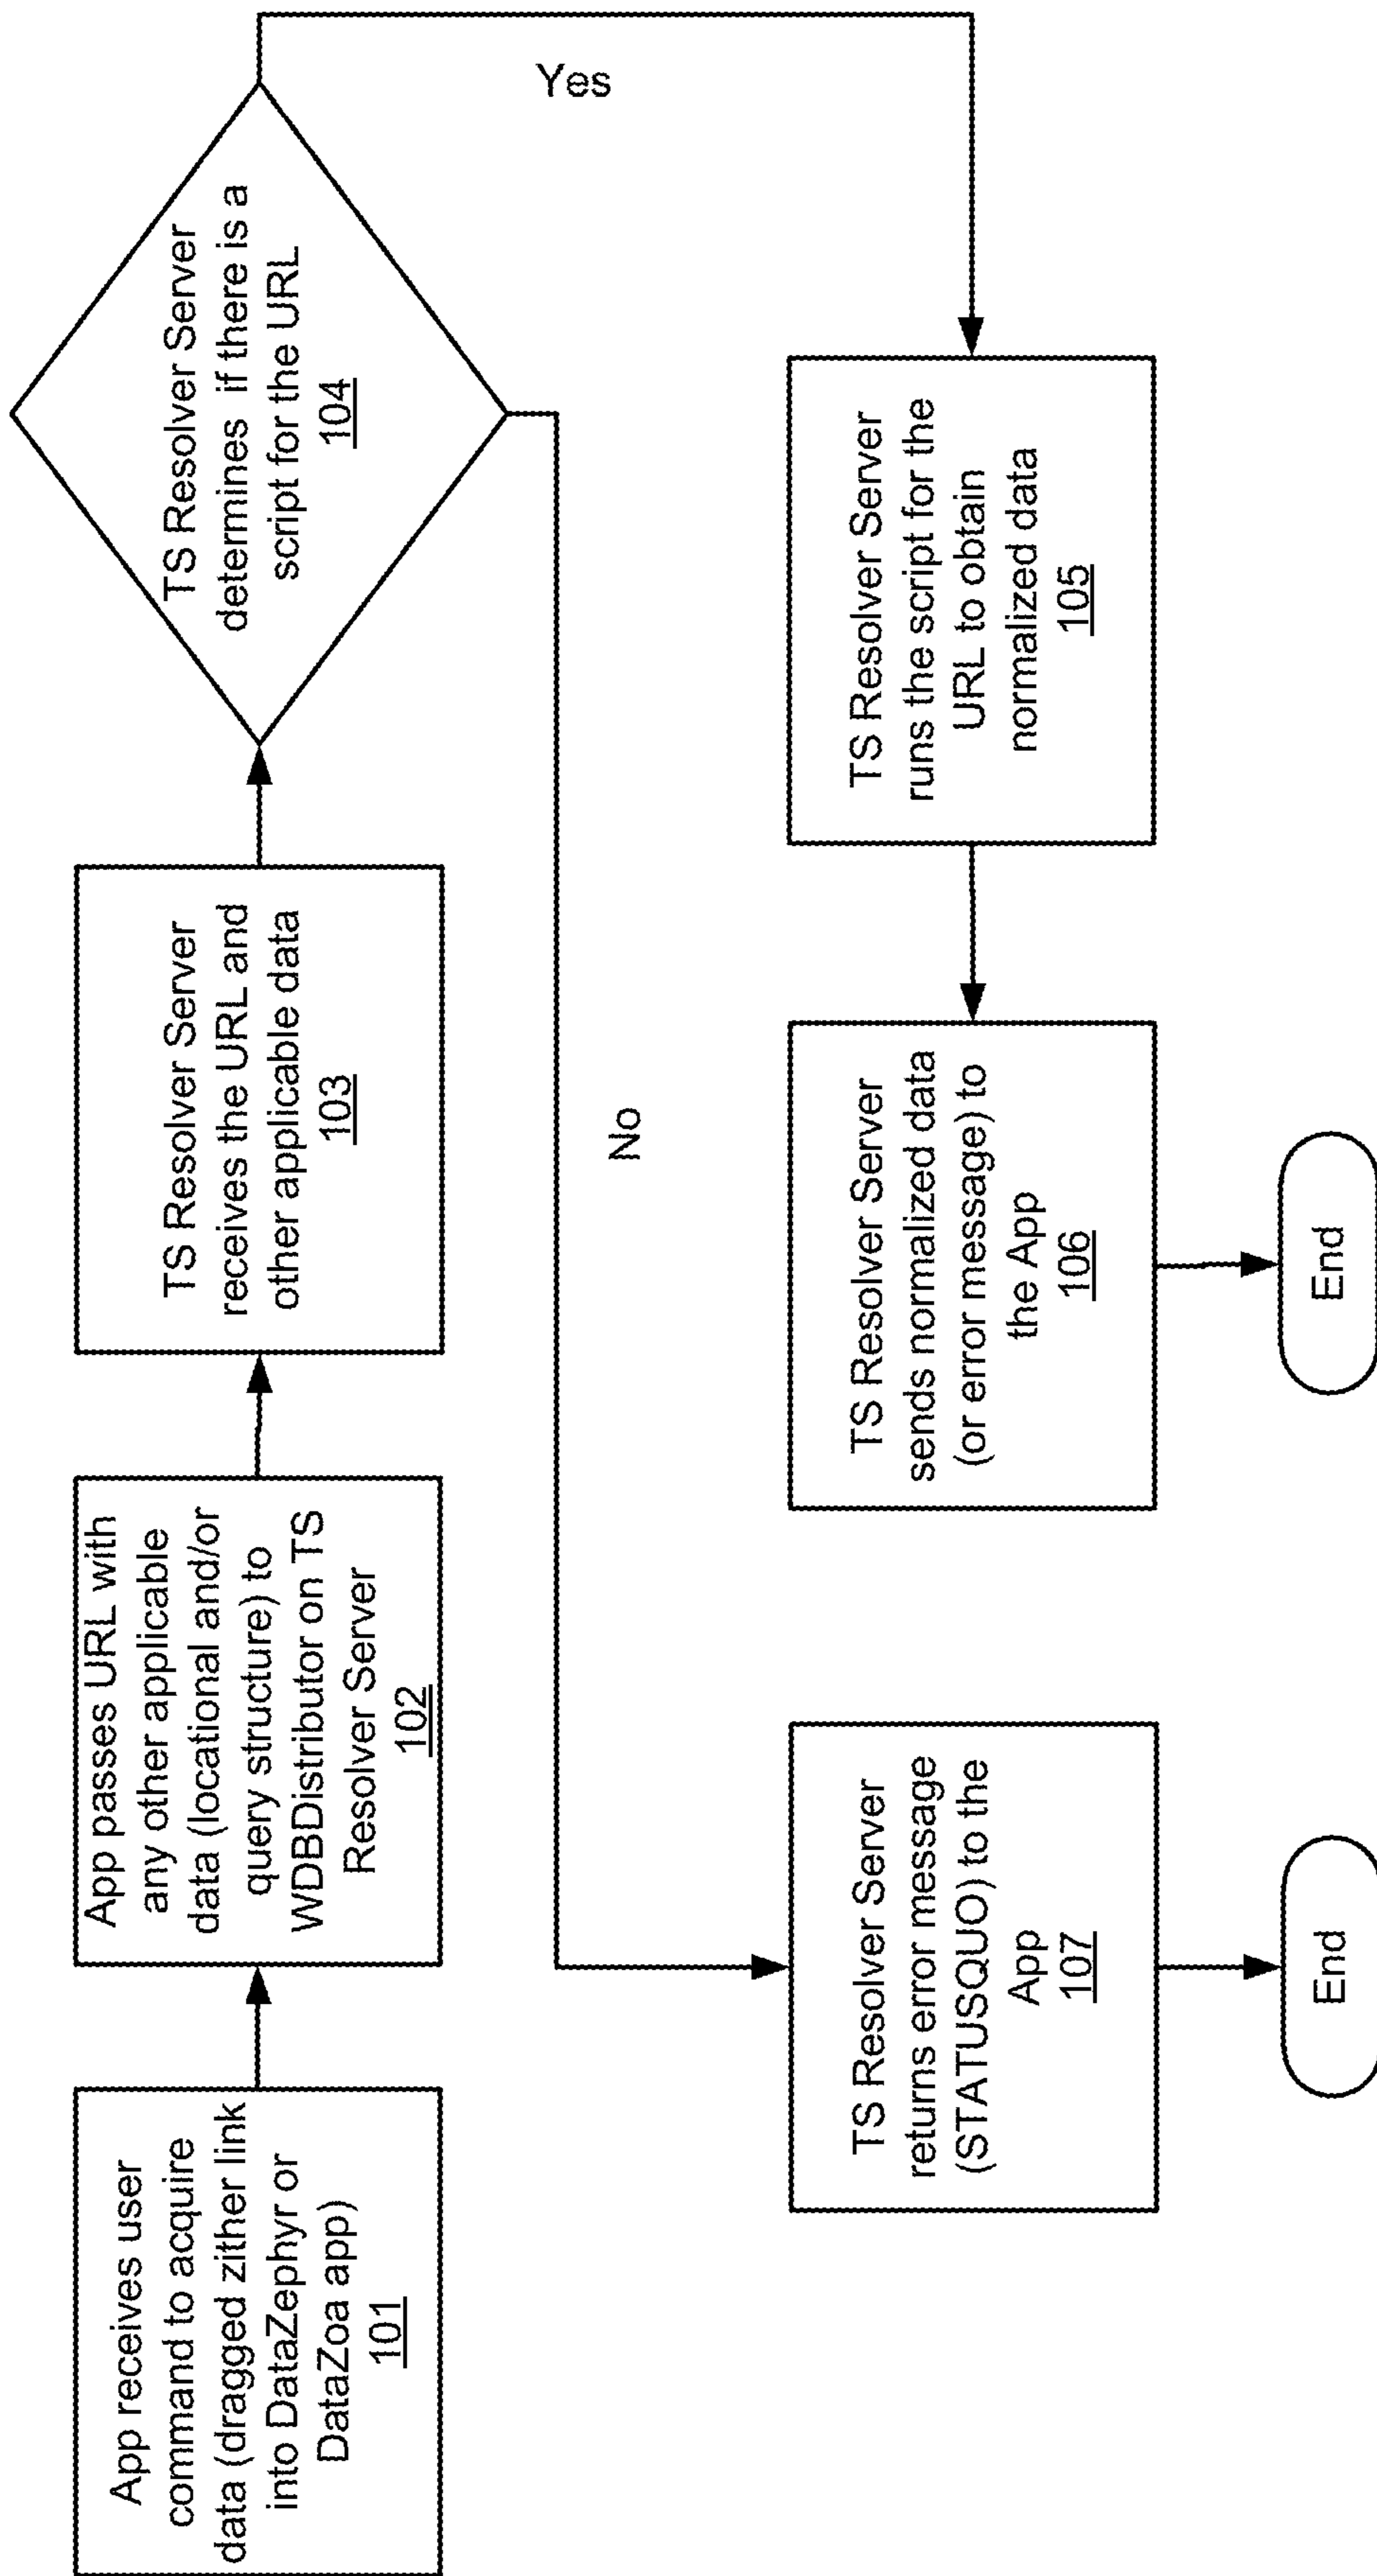 App receives user
command to acquire
data (dragged zither link
into DataZephyr or
DataZoa app)
101
App passes URL with
any other applicable
data (locational and/or
query structure) to
WDBDistributor on TS
Resolver Server
102
TS Resolver Server
receives the URL and
other applicable data
103
TS Resolver Server
determines if there is a
script for the URL
104
Yes
No
TS Resolver Server
runs the script for the
URL to obtain
normalized data
105
TS Resolver Server
sends normalized data
(or error message) to
the App
106
End
TS Resolver Server
returns error message
(STATUSQUO) to the
App
107
End